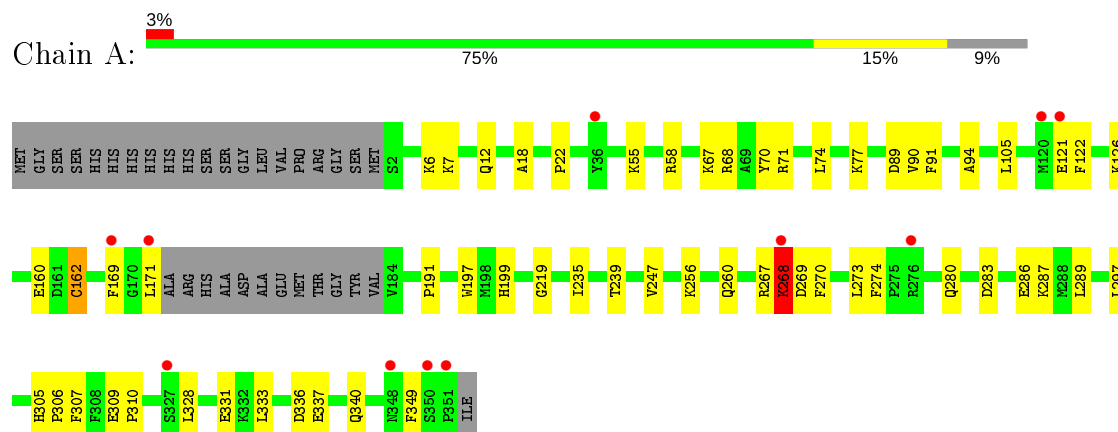 3%
Chain A:
75% 15% 9%
MET GLY SER SER HIS HIS HIS HIS HIS HIS SER SER GLY LEU VAL PRO ARG GLY SER MET S2 K6 K7 Q12 A18 P22 Y36 K55 R58 K67 R68 A69 Y70 R71 L74 K77 D89 V90 F91 A94 L105 M120 E121 F122 K126
E160 D161 C162 F169 G170 L171 ALA ARG HIS ALA ASP ALA GLU MET THR GLY TYR VAL V184 P191 W197 M198 H199 G219 I235 T239 V247 K256 Q260 R267 K268 D269 F270 L273 F274 P275 R276 Q280 D283 E286 K287 M288 L289 L297
H305 P306 F307 F308 E309 P310 S327 L328 E331 K332 L333 D336 E337 Q340 N348 F349 S350 P351 ILE